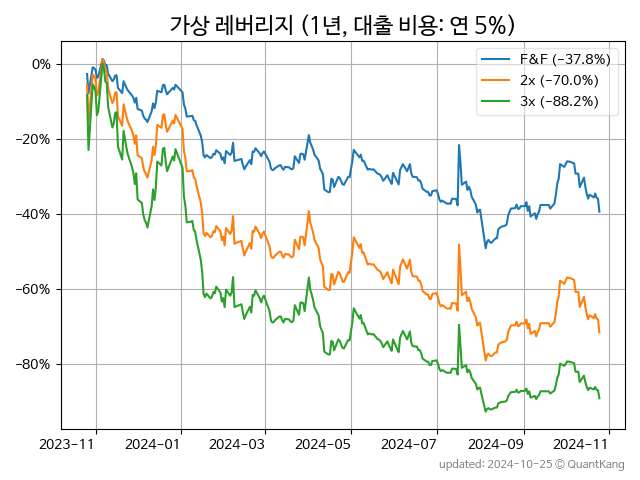 가상 레버리지 (1년, 대출 비용: 연 5%)
F&F (−37.8%)
2x (−70.0%)
3x (−88.2%)
0%
−20%
−40%
−60%
−80%
2023-11 2024-01 2024-03 2024-05 2024-07 2024-09 2024-11
updated: 2024-10-25 © QuantKang